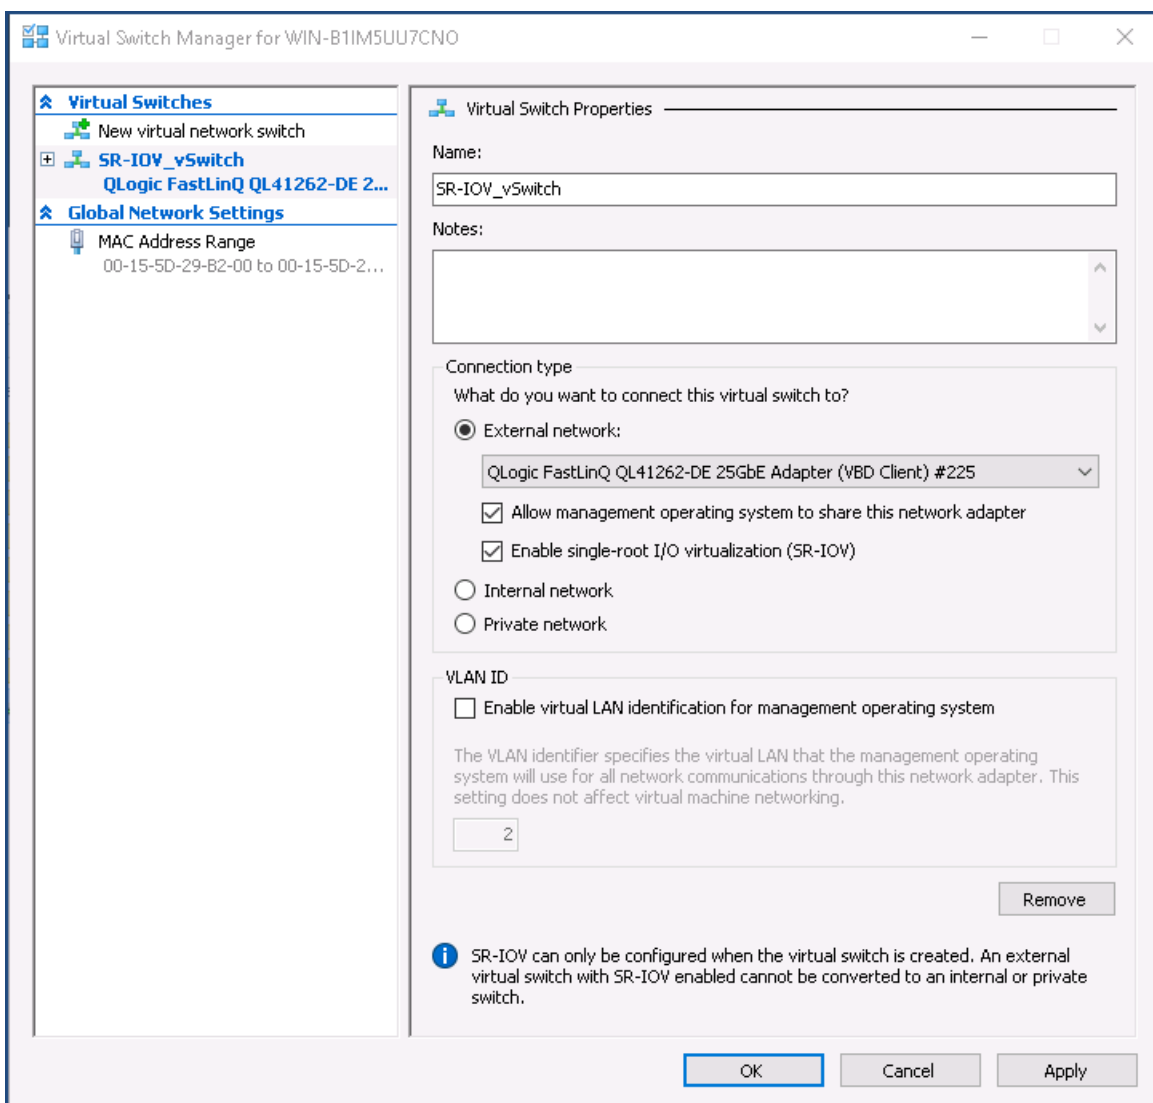 Virtual Switch Manager for WIN-B1IM5UU7CNO
Virtual Switches
New virtual network switch
SR-IOV_vSwitch
QLogic FastLinQ QL41262-DE 2...
Global Network Settings
MAC Address Range
00-15-5D-29-B2-00 to 00-15-5D-2...
Virtual Switch Properties
Name:
SR-IOV_vSwitch
Notes:
Connection type
What do you want to connect this virtual switch to?
External network:
QLogic FastLinQ QL41262-DE 25GbE Adapter (VBD Client) #225
Allow management operating system to share this network adapter
Enable single-root I/O virtualization (SR-IOV)
Internal network
Private network
VLAN ID
Enable virtual LAN identification for management operating system
The VLAN identifier specifies the virtual LAN that the management operating
system will use for all network communications through this network adapter. This
setting does not affect virtual machine networking.
2
Remove
SR-IOV can only be configured when the virtual switch is created. An external
virtual switch with SR-IOV enabled cannot be converted to an internal or private
switch.
OK Cancel Apply